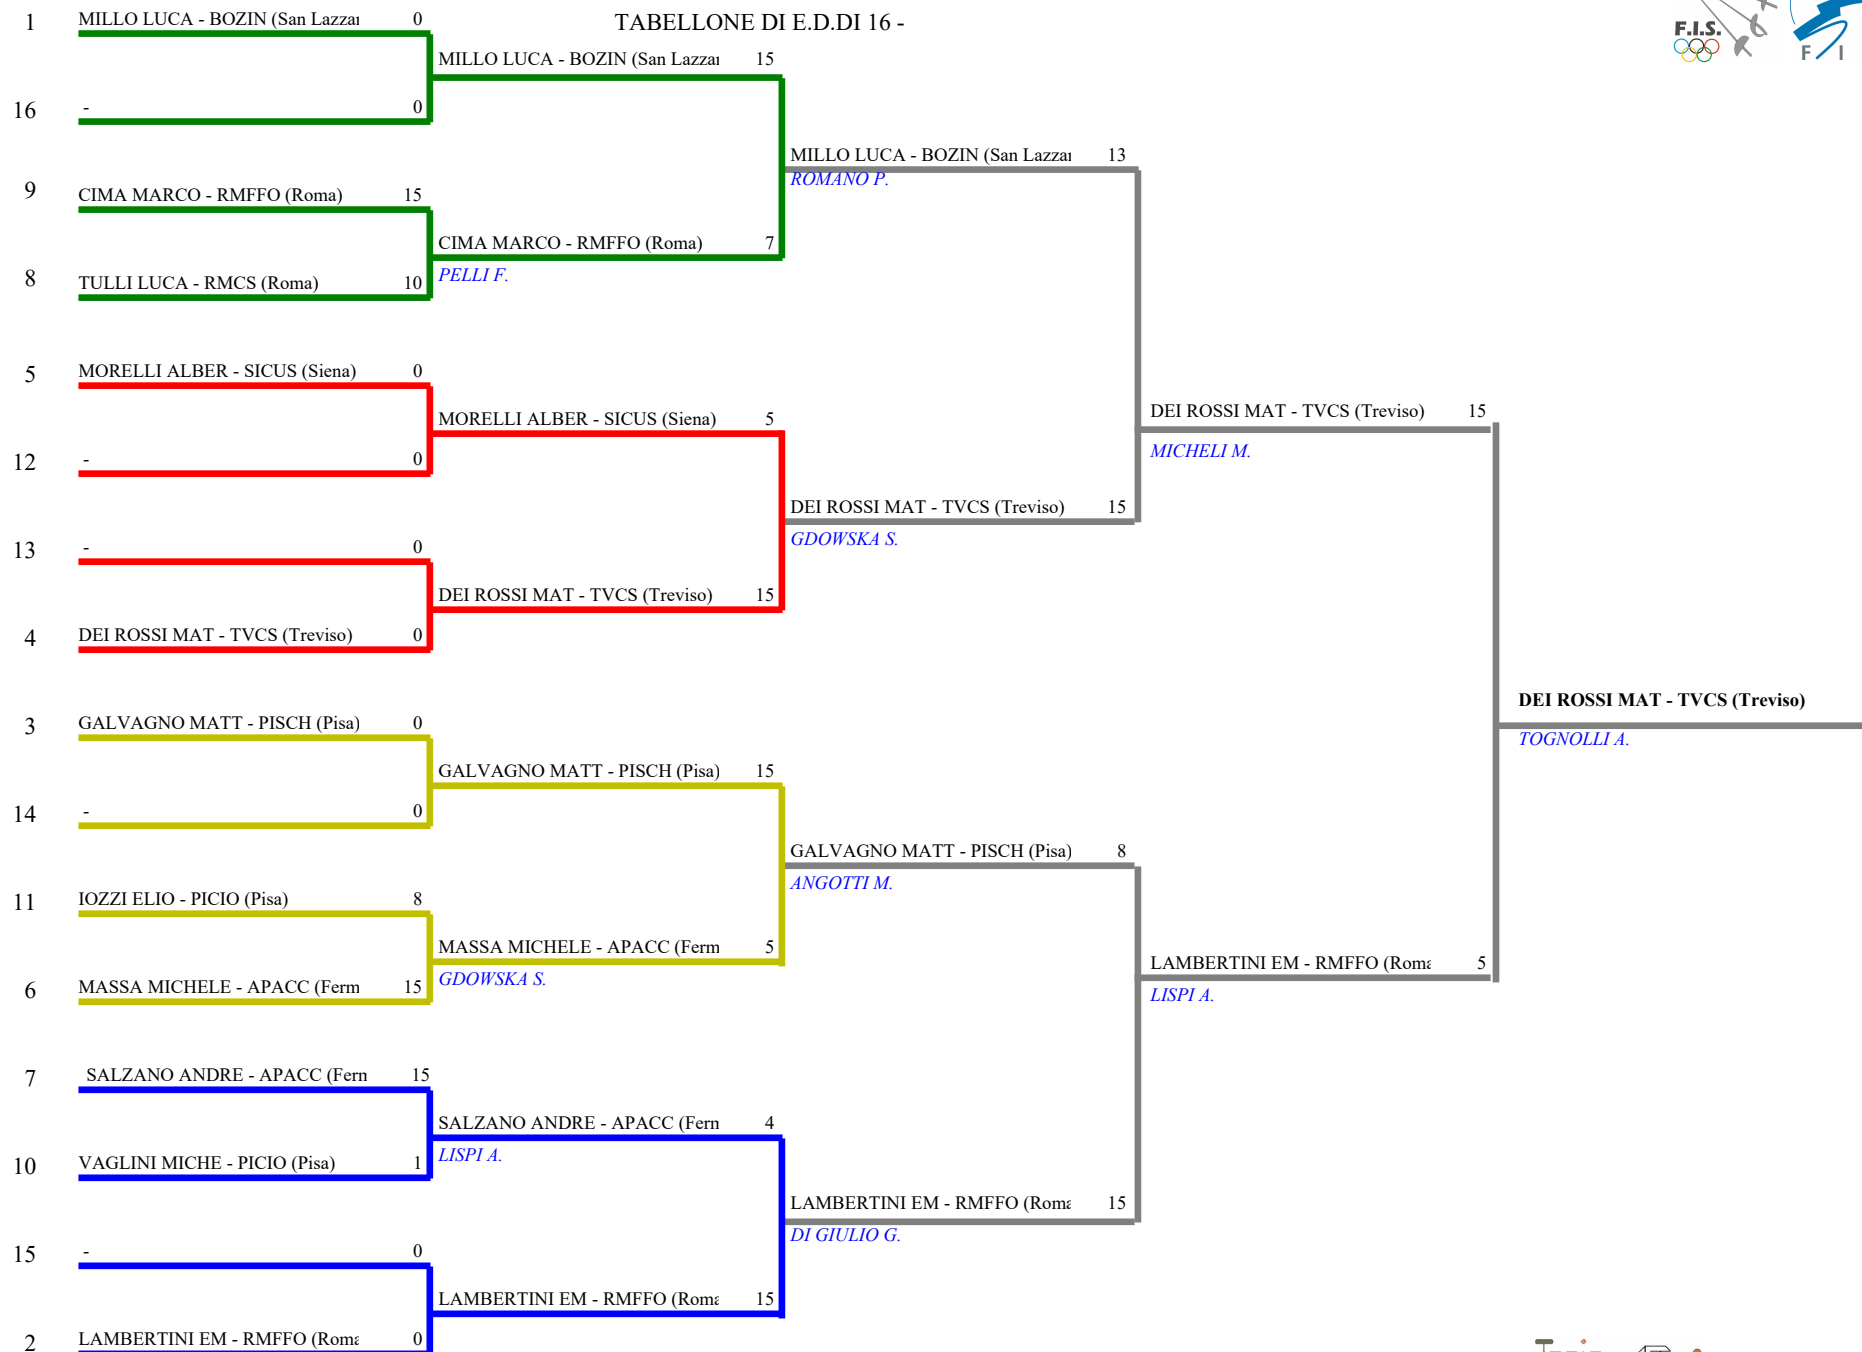 TABELLONE DI E.D.DI 16 -
F.I.S.
F I
1 MILLO LUCA - BOZIN (San Lazzar 0
MILLO LUCA - BOZIN (San Lazzar 15
16 - 0
MILLO LUCA - BOZIN (San Lazzar 13
ROMANO P.
9 CIMA MARCO - RMFFO (Roma) 15
CIMA MARCO - RMFFO (Roma) 7
PELLI F.
8 TULLI LUCA - RMCS (Roma) 10
5 MORELLI ALBER - SICUS (Siena) 0
MORELLI ALBER - SICUS (Siena) 5
DEI ROSSI MAT - TVCS (Treviso) 15
MICHELI M.
12 - 0
DEI ROSSI MAT - TVCS (Treviso) 15
GDOWSKA S.
13 - 0
DEI ROSSI MAT - TVCS (Treviso) 15
4 DEI ROSSI MAT - TVCS (Treviso) 0
DEI ROSSI MAT - TVCS (Treviso)
TOGNOLLI A.
3 GALVAGNO MATT - PISCH (Pisa) 0
GALVAGNO MATT - PISCH (Pisa) 15
14 - 0
GALVAGNO MATT - PISCH (Pisa) 8
ANGOTTI M.
11 IOZZI ELIO - PICIO (Pisa) 8
MASSA MICHELE - APACC (Ferm 5
GDOWSKA S.
LAMBERTINI EM - RMFFO (Roma 5
LISPI A.
6 MASSA MICHELE - APACC (Ferm 15
7 SALZANO ANDRE - APACC (Ferm 15
SALZANO ANDRE - APACC (Ferm 4
LISPI A.
10 VAGLINI MICHE - PICIO (Pisa) 1
LAMBERTINI EM - RMFFO (Roma 15
DI GIULIO G.
15 - 0
LAMBERTINI EM - RMFFO (Roma 15
2 LAMBERTINI EM - RMFFO (Roma 0